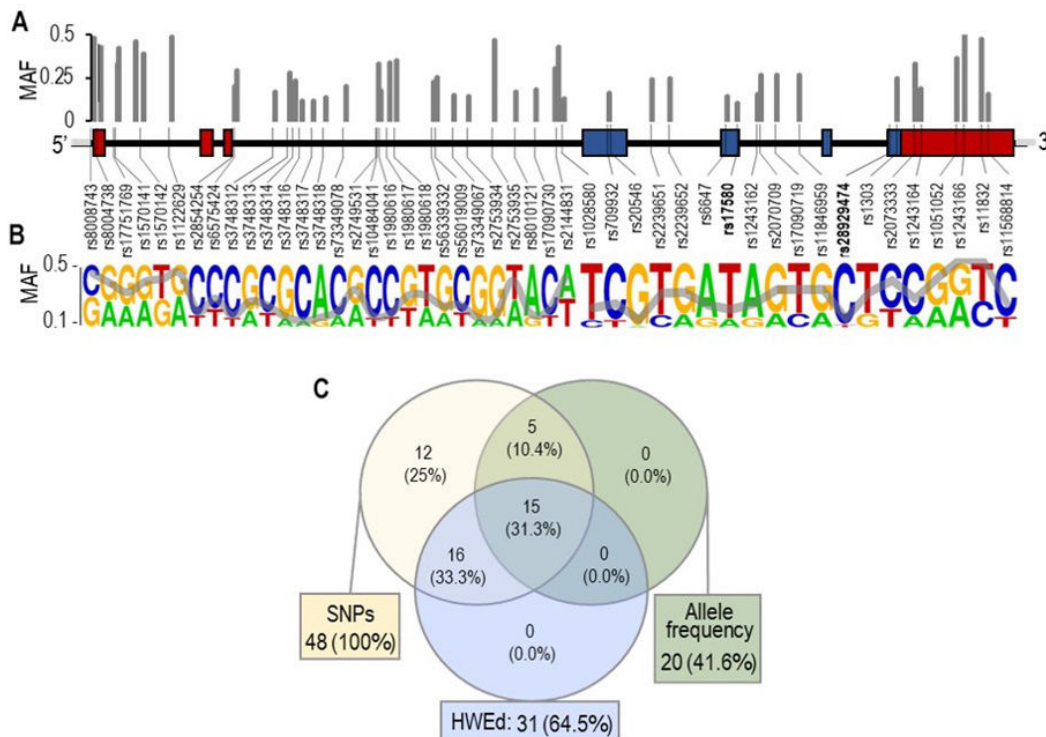 A
MAF
0.5
0.25
0
5'
3'
rs8008743
rs8004738
rs17751769
rs1570141
rs1570142
rs1122629
rs2854254
rs6575424
rs3748312
rs3748313
rs3748314
rs3748316
rs3748317
rs3748318
rs73349078
rs2749531
rs10484041
rs1980616
rs1980617
rs1980618
rs56339332
rs56019009
rs73349067
rs2753934
rs2753935
rs8010121
rs17090730
rs2144831
rs1028580
rs709932
rs20546
rs2239651
rs2239652
rs6647
rs17580
rs1243162
rs2070709
rs17090719
rs11846959
rs28929474
rs1303
rs2073333
rs1243164
rs1051052
rs1243166
rs11832
rs11568814
B
MAF
0.5
0.1
CGGGTGCCCGCGCACGCCGTGCGGTACATCGTGATAGTGCTCCGGTC
C
12
(25%)
5
(10.4%)
0
(0.0%)
15
(31.3%)
16
(33.3%)
0
(0.0%)
0
(0.0%)
SNPs
48 (100%)
Allele
frequency
20 (41.6%)
HWEd: 31 (64.5%)